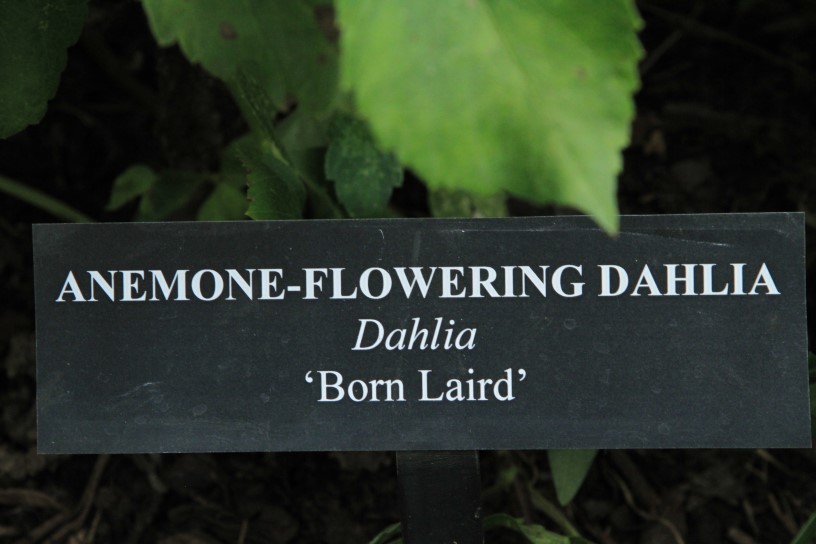 ANEMONE-FLOWERING DAHLIA
Dahlia
‘Born Laird’